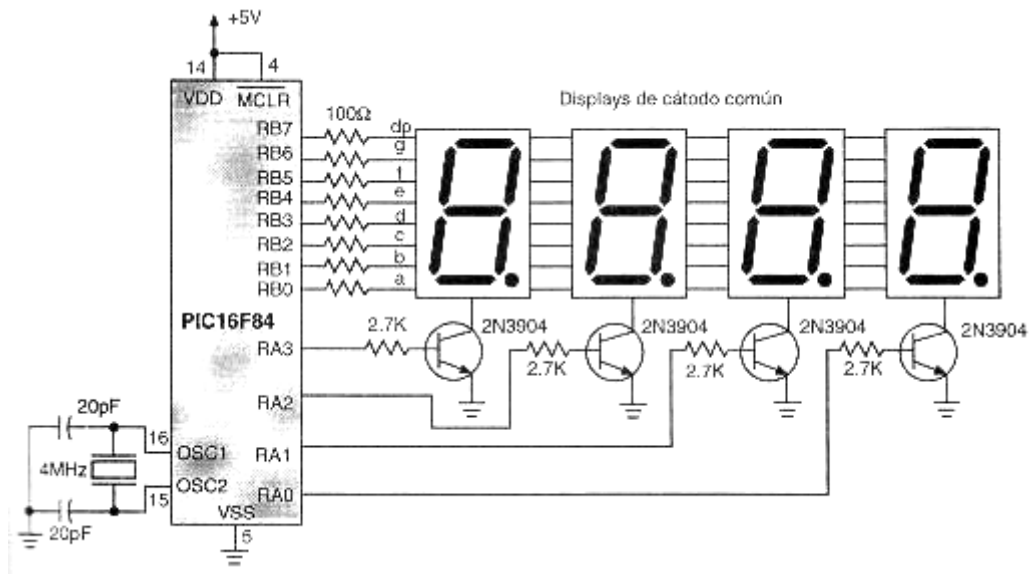 +5V
14
4
VDD
MCLR
Displays de cátodo común
100Ω
RB7
dp
RB6
g
RB5
f
RB4
e
RB3
d
RB2
c
RB1
b
RB0
a
PIC16F84
2.7K
2N3904
2N3904
2N3904
2N3904
RA3
2.7K
2.7K
2.7K
RA2
20pF
16
OSC1
RA1
4MHz
OSC2
15
RA0
VSS
20pF
5